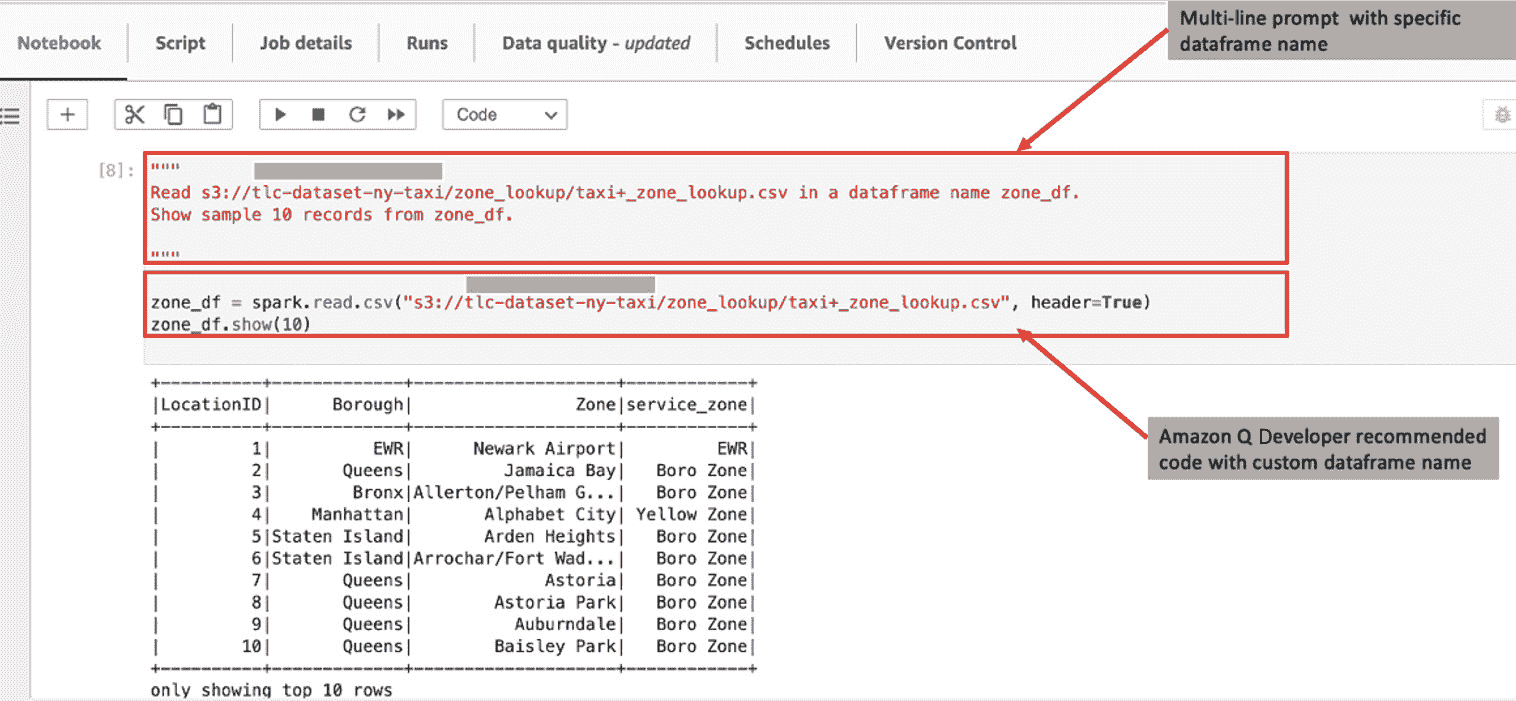 Multi-line prompt with specific
dataframe name
Notebook
Script
Job details
Runs
Data quality - updated
Schedules
Version Control
Code
[8]:
"""
Read s3://tlc-dataset-ny-taxi/zone_lookup/taxi+_zone_lookup.csv in a dataframe name zone_df.
Show sample 10 records from zone_df.
"""
zone_df = spark.read.csv("s3://tlc-dataset-ny-taxi/zone_lookup/taxi+_zone_lookup.csv", header=True)
zone_df.show(10)
Amazon Q Developer recommended
code with custom dataframe name
+----------+-------------+--------------------+------------+
|LocationID|      Borough|                Zone|service_zone|
+----------+-------------+--------------------+------------+
|         1|          EWR|      Newark Airport|         EWR|
|         2|       Queens|         Jamaica Bay|   Boro Zone|
|         3|        Bronx|Allerton/Pelham G...|   Boro Zone|
|         4|    Manhattan|       Alphabet City| Yellow Zone|
|         5|Staten Island|       Arden Heights|   Boro Zone|
|         6|Staten Island|Arrochar/Fort Wad...|   Boro Zone|
|         7|       Queens|             Astoria|   Boro Zone|
|         8|       Queens|        Astoria Park|   Boro Zone|
|         9|       Queens|          Auburndale|   Boro Zone|
|        10|       Queens|        Baisley Park|   Boro Zone|
+----------+-------------+--------------------+------------+
only showing top 10 rows